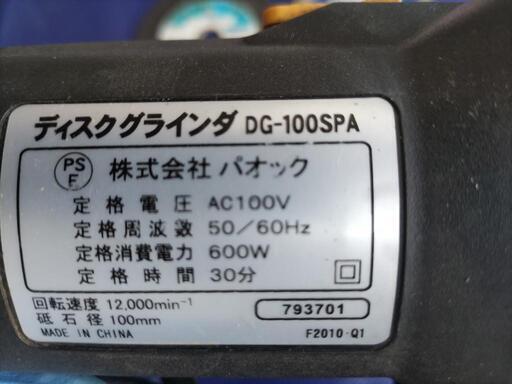 ディスクグラインダ DG-100SPA
PS
F
株式会社 パオック
定格電圧 AC100V
定格周波数 50/60Hz
定格消費電力 600W
定格時間 30分
回転速度 12,000min⁻¹
砥石径 100mm
MADE IN CHINA
793701
F2010-Q1